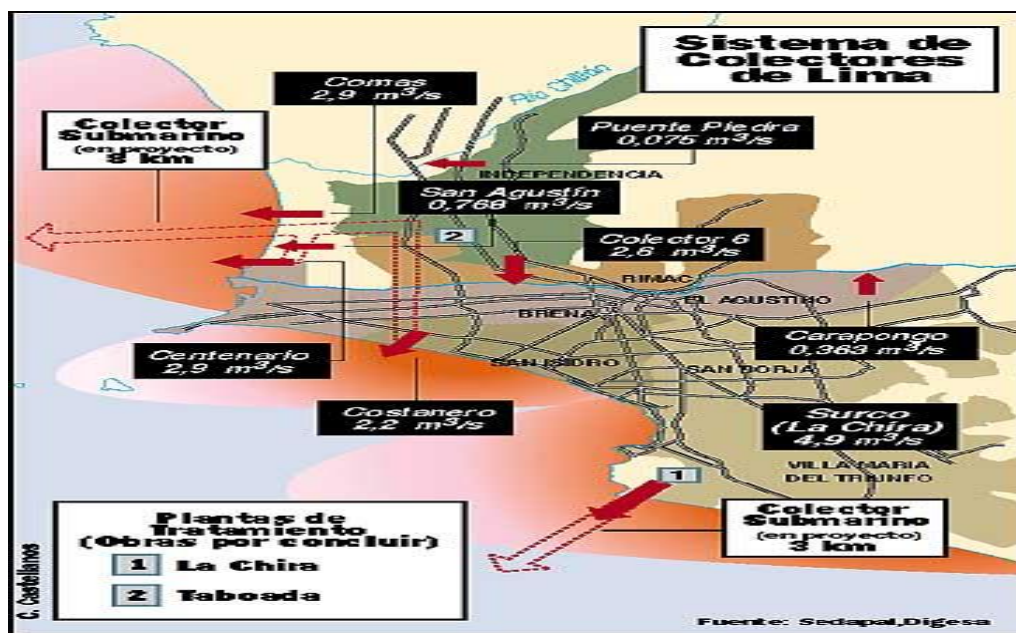 Sistema de
Colectores
de Lima
Comas
2,9 m³/s
Río Chillón
Colector
Submarino
(en proyecto)
8 km
Puente Piedra
0,075 m³/s
INDEPENDENCIA
San Agustín
0,768 m³/s
2
Colector 6
2,6 m³/s
RIMAC
EL AGUSTINO
BREÑA
Carapongo
0,363 m³/s
Centenario
2,9 m³/s
SAN ISIDRO
SAN BORJA
Costanero
2,2 m³/s
Surco
(La Chira)
4,9 m³/s
1
VILLA MARIA
DEL TRIUNFO
Plantas de
Tratamiento
(Obras por concluir)
1 La Chira
2 Taboada
Colector
Submarino
(en proyecto)
3 km
C. Castellanos
Fuente: Sedapal,Digesa